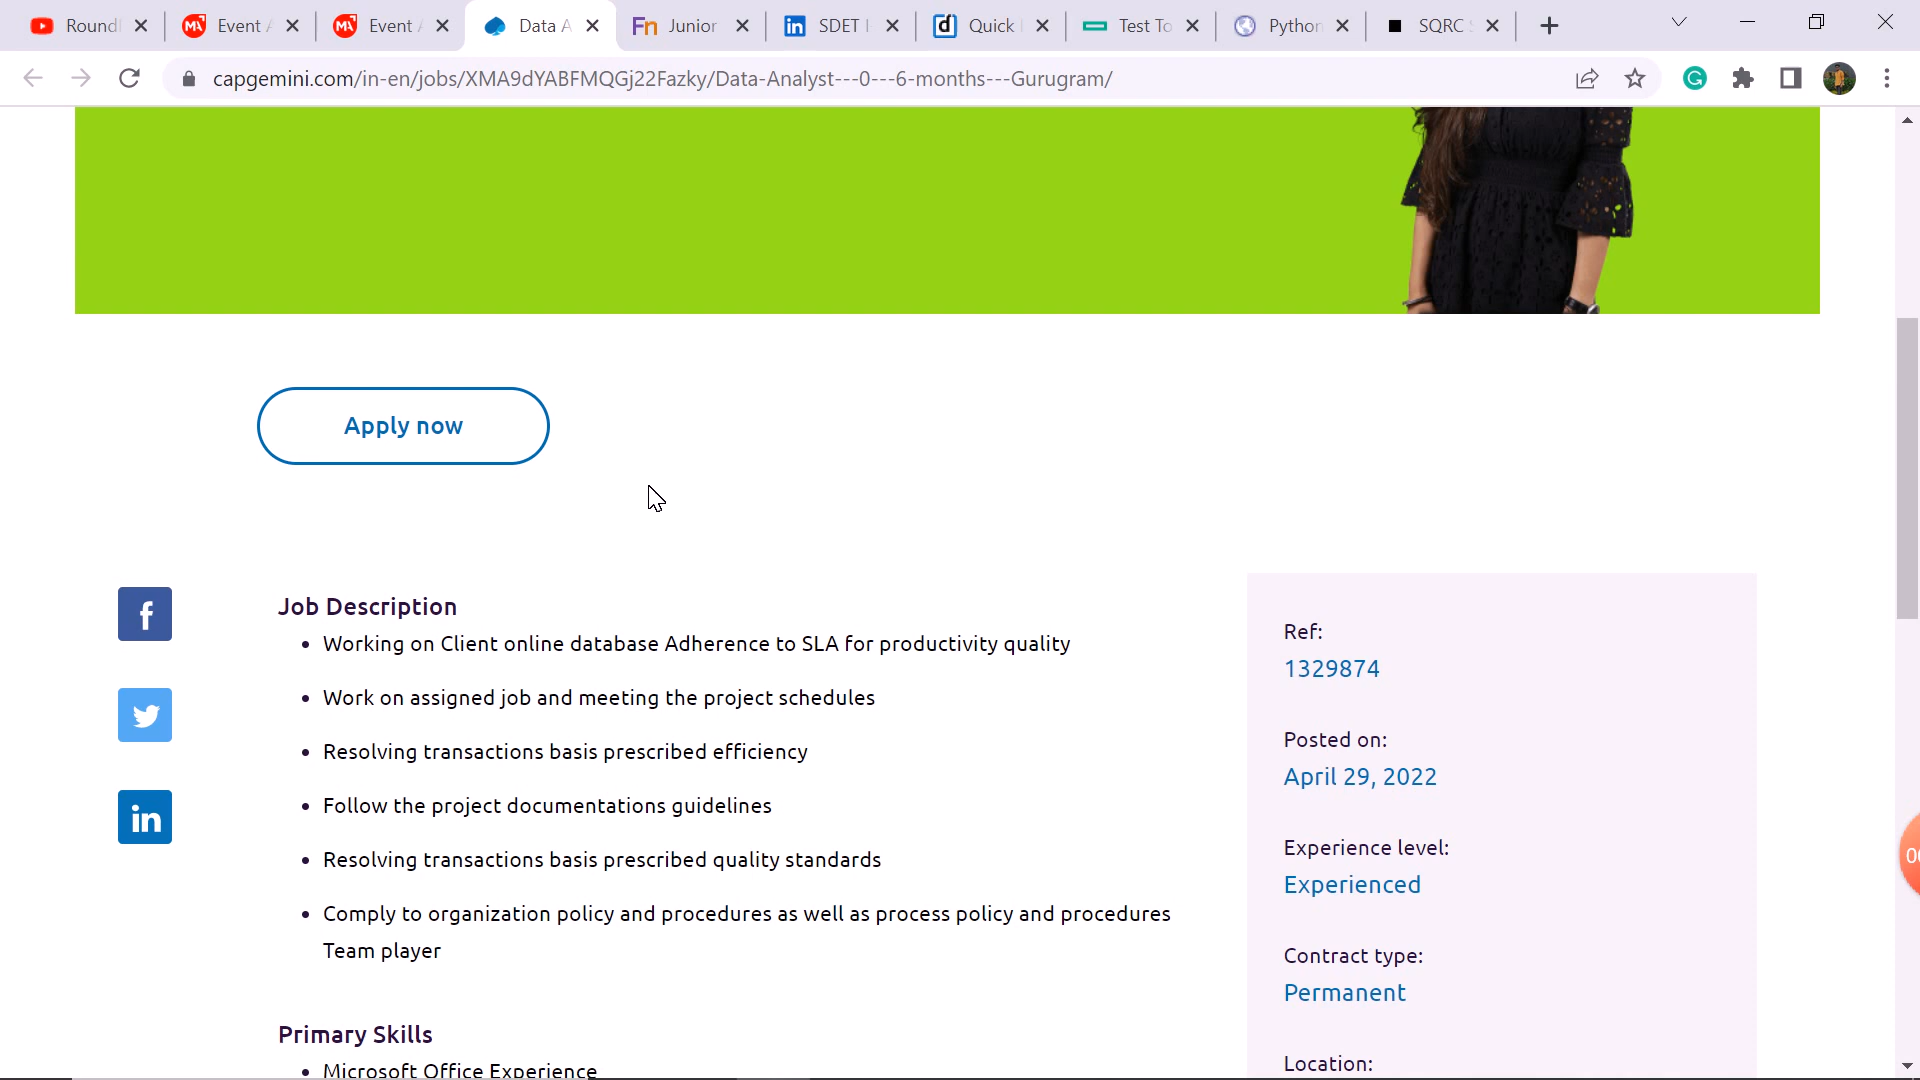 Round
Event A
Event A
Data A
Junior
SDET I
Quick
Test To
Python
SQRC
capgemini.com/in-en/jobs/XMA9dYABFMQGj22Fazky/Data-Analyst---0---6-months---Gurugram/
Apply now
Job Description
Working on Client online database Adherence to SLA for productivity quality
Work on assigned job and meeting the project schedules
Resolving transactions basis prescribed efficiency
Follow the project documentations guidelines
Resolving transactions basis prescribed quality standards
Comply to organization policy and procedures as well as process policy and procedures
Team player
Primary Skills
Microsoft Office Experience
Ref:
1329874
Posted on:
April 29, 2022
Experience level:
Experienced
Contract type:
Permanent
Location: